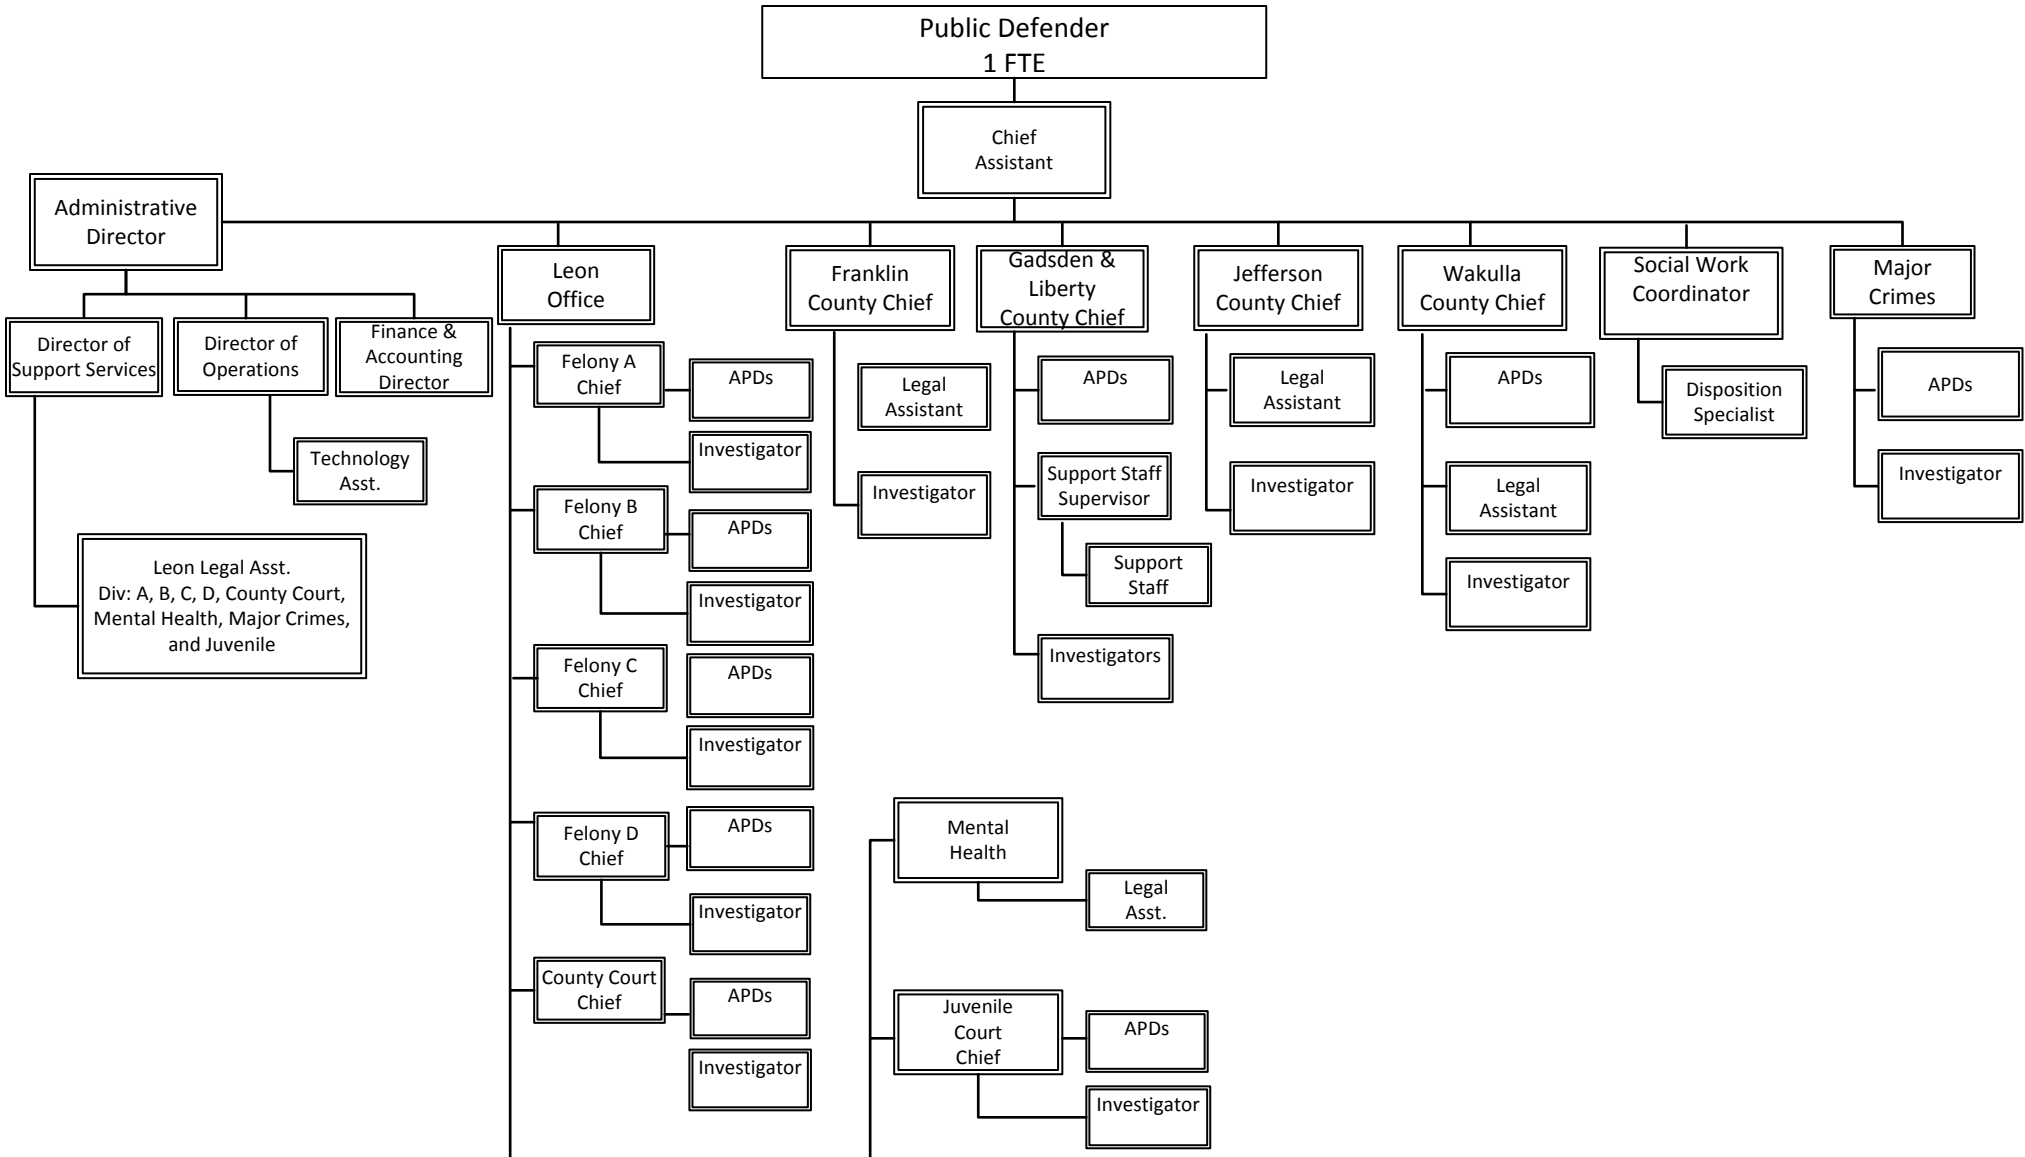 Public Defender
1 FTE
Chief
Assistant
Administrative
Director
Leon
Office
Franklin
County Chief
Gadsden &
Liberty
County Chief
Jefferson
County Chief
Wakulla
County Chief
Social Work
Coordinator
Major
Crimes
Director of
Support Services
Director of
Operations
Finance &
Accounting
Director
Technology
Asst.
Leon Legal Asst.
Div: A, B, C, D, County Court,
Mental Health, Major Crimes,
and Juvenile
Felony A
Chief
APDs
Investigator
Felony B
Chief
APDs
Investigator
Felony C
Chief
APDs
Investigator
Felony D
Chief
APDs
Investigator
County Court
Chief
APDs
Investigator
Legal
Assistant
Investigator
APDs
Support Staff
Supervisor
Support
Staff
Investigators
Legal
Assistant
Investigator
APDs
Legal
Assistant
Investigator
Disposition
Specialist
APDs
Investigator
Mental
Health
Legal
Asst.
Juvenile
Court
Chief
APDs
Investigator